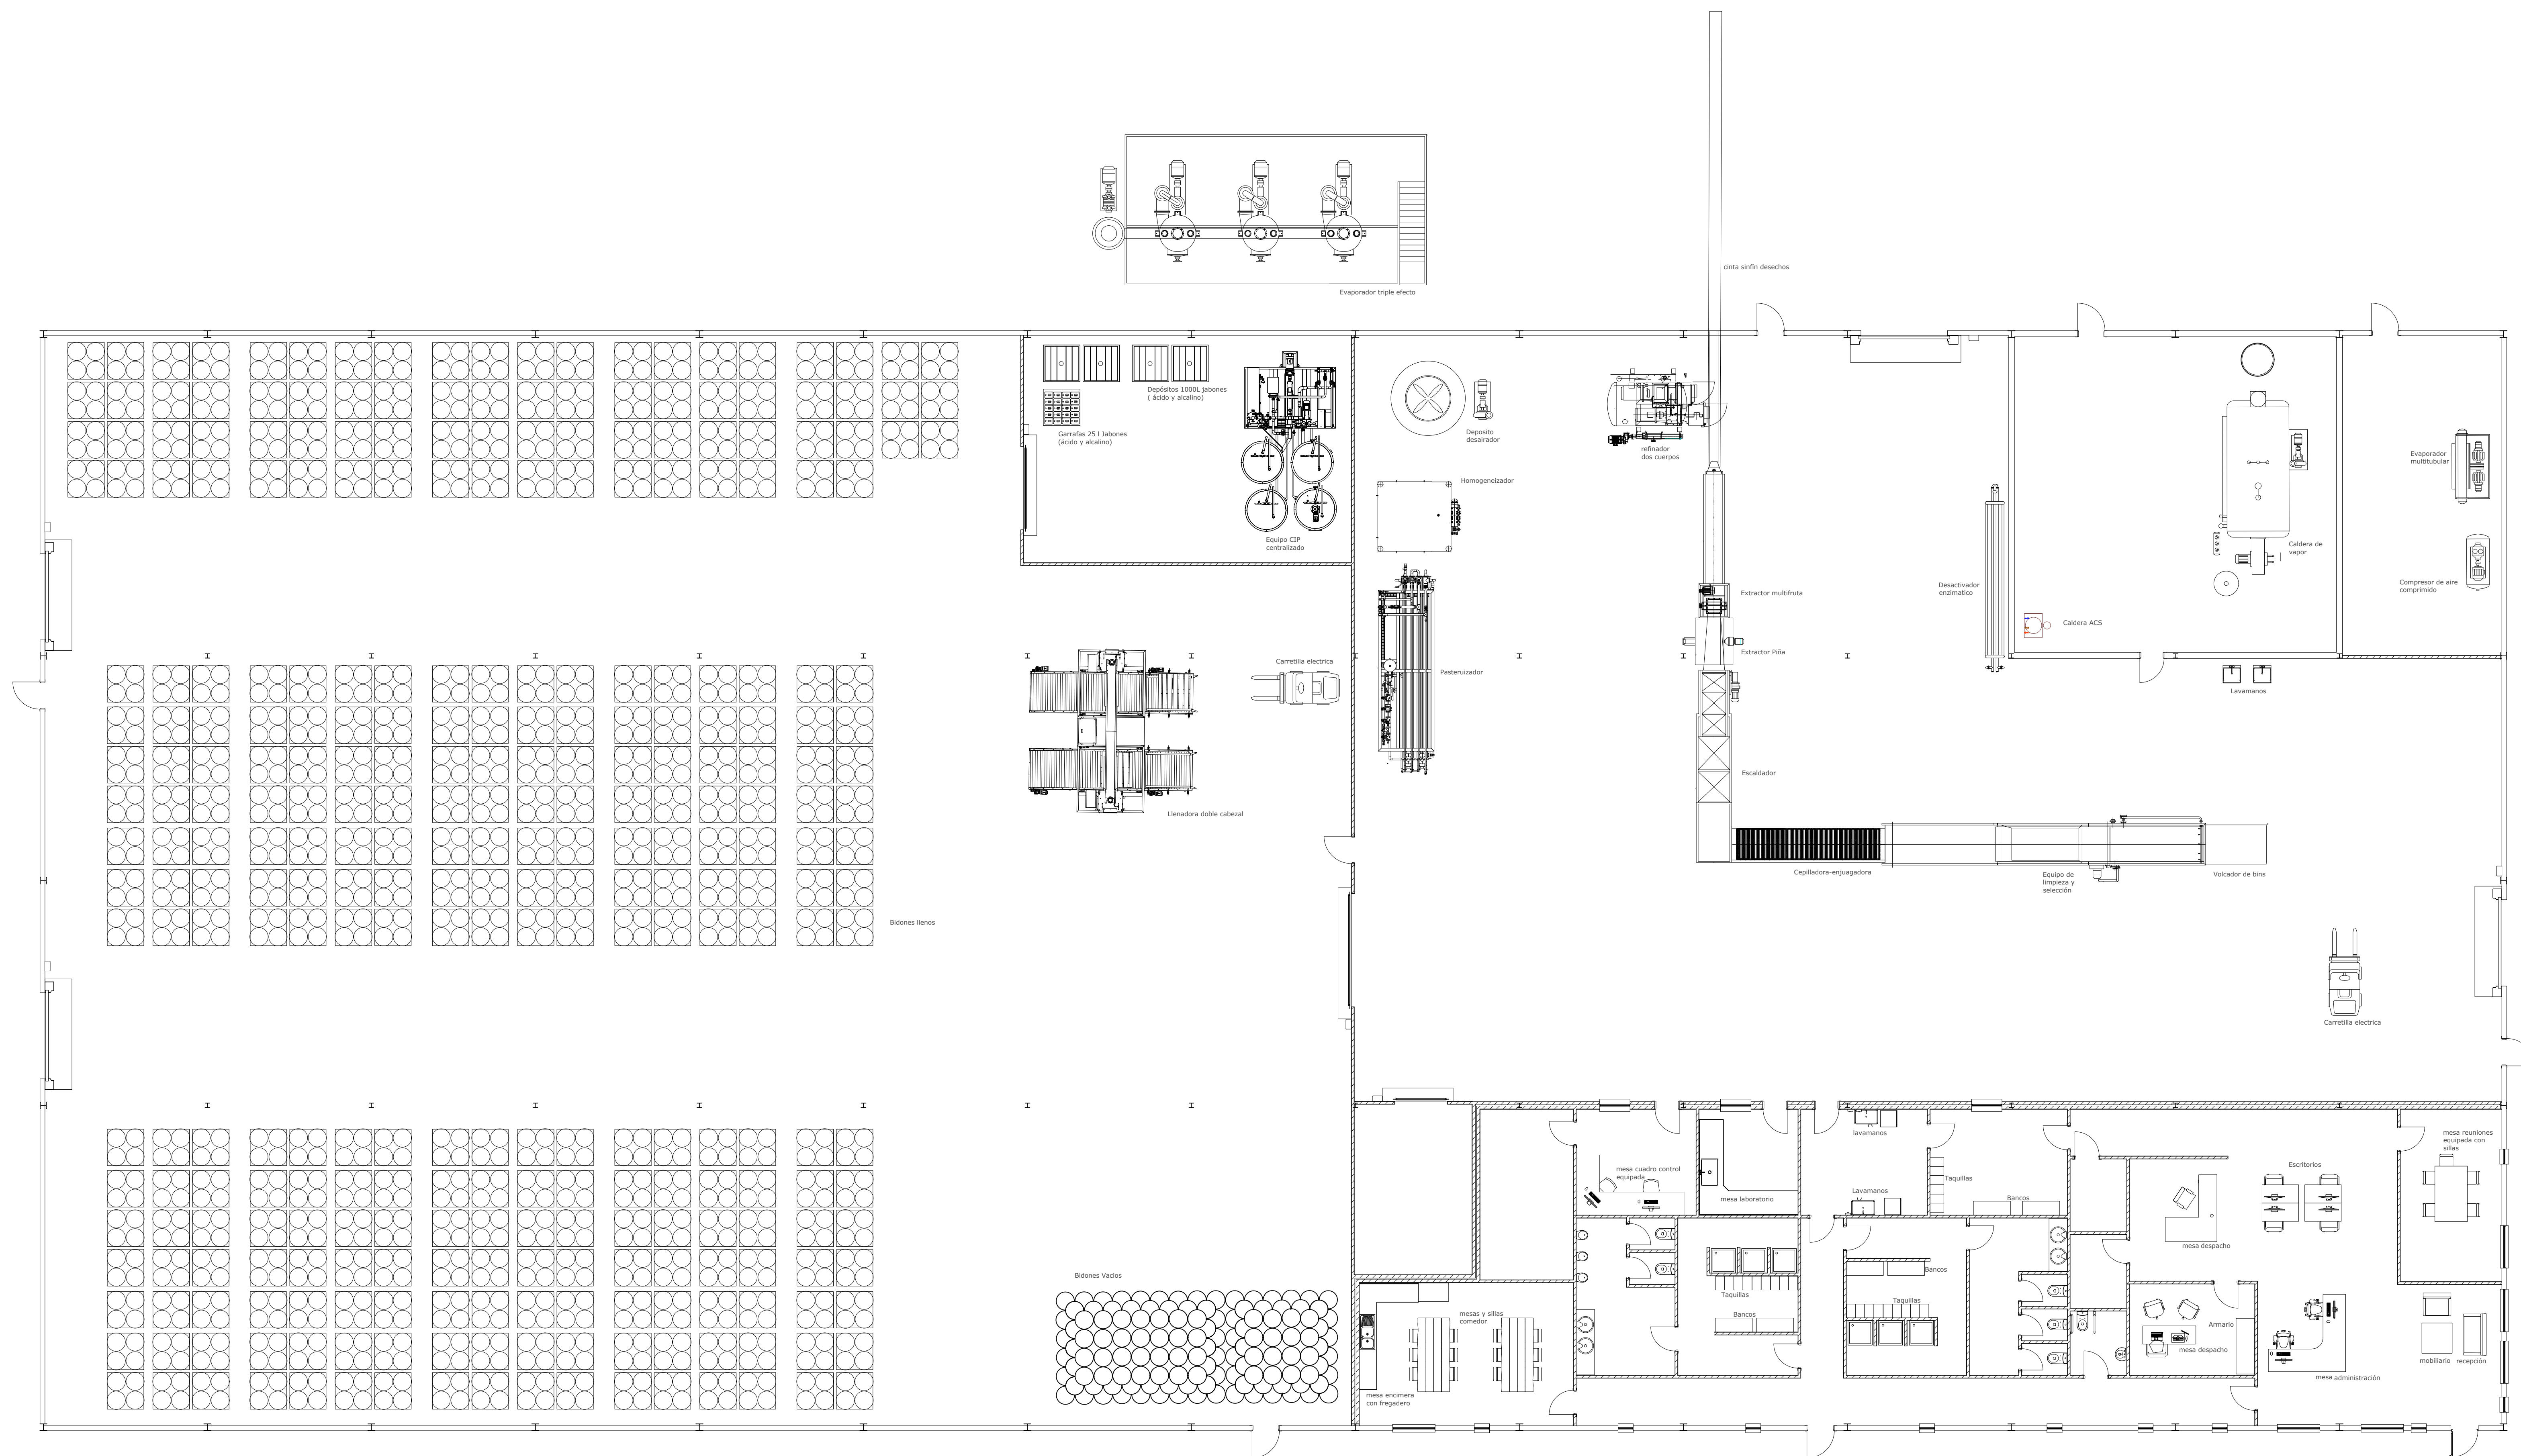 cinta sinfín desechos
Evaporador triple efecto
Depósitos 1000L jabones
( ácido y alcalino)
Garrafas 25 l Jabones
(ácido y alcalino)
Equipo CIP
centralizado
Deposito
desairador
refinador
dos cuerpos
Homogeneizador
Evaporador
multitubular
Caldera de
vapor
Compresor de aire
comprimido
Desactivador
enzimatico
Extractor multifruta
Caldera ACS
Extractor Piña
Carretilla electrica
Pasteruizador
Lavamanos
Escaldador
Llenadora doble cabezal
Cepilladora-enjuagadora
Equipo de
limpieza y
selección
Volcador de bins
Bidones llenos
Carretilla electrica
lavamanos
mesa reuniones
equipada con
sillas
mesa cuadro control
equipada
Escritorios
Taquillas
mesa laboratorio
Lavamanos
Bancos
mesa despacho
Bidones Vacios
Bancos
Taquillas
Taquillas
mesas y sillas
comedor
Bancos
Armario
mesa despacho
mobiliario
recepción
mesa administración
mesa encimera
con fregadero